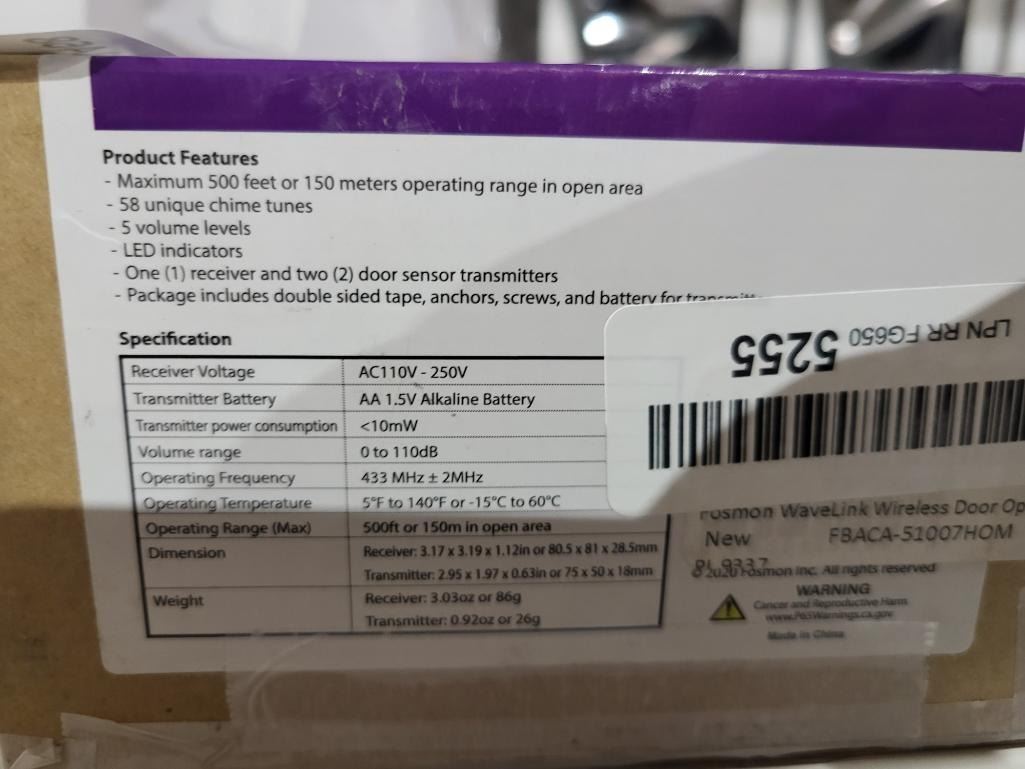 Product Features
- Maximum 500 feet or 150 meters operating range in open area
- 58 unique chime tunes
- 5 volume levels
- LED indicators
- One (1) receiver and two (2) door sensor transmitters
- Package includes double sided tape, anchors, screws, and battery for
LPN RR FG650 5255
Specification
Receiver Voltage AC110V - 250V
Transmitter Battery AA 1.5V Alkaline Battery
Transmitter power consumption <10mW
Volume range 0 to 110dB
Operating Frequency 433 MHz ± 2MHz
Operating Temperature 5°F to 140°F or -15°C to 60°C
Operating Range (Max) 500ft or 150m in open area
Dimension Receiver: 3.17 x 3.19 x 1.12in or 80.5 x 81 x 28.5mm
Transmitter: 2.95 x 1.97 x 0.63in or 75 x 50 x 18mm
Weight Receiver: 3.03oz or 86g
Transmitter: 0.92oz or 26g
Fosmon WaveLink Wireless Door Op
New FBACA-51007HOM
Fosmon Inc. All rights reserved
WARNING
Cancer and Reproductive Harm
www.P65Warnings.ca.gov
Made in China